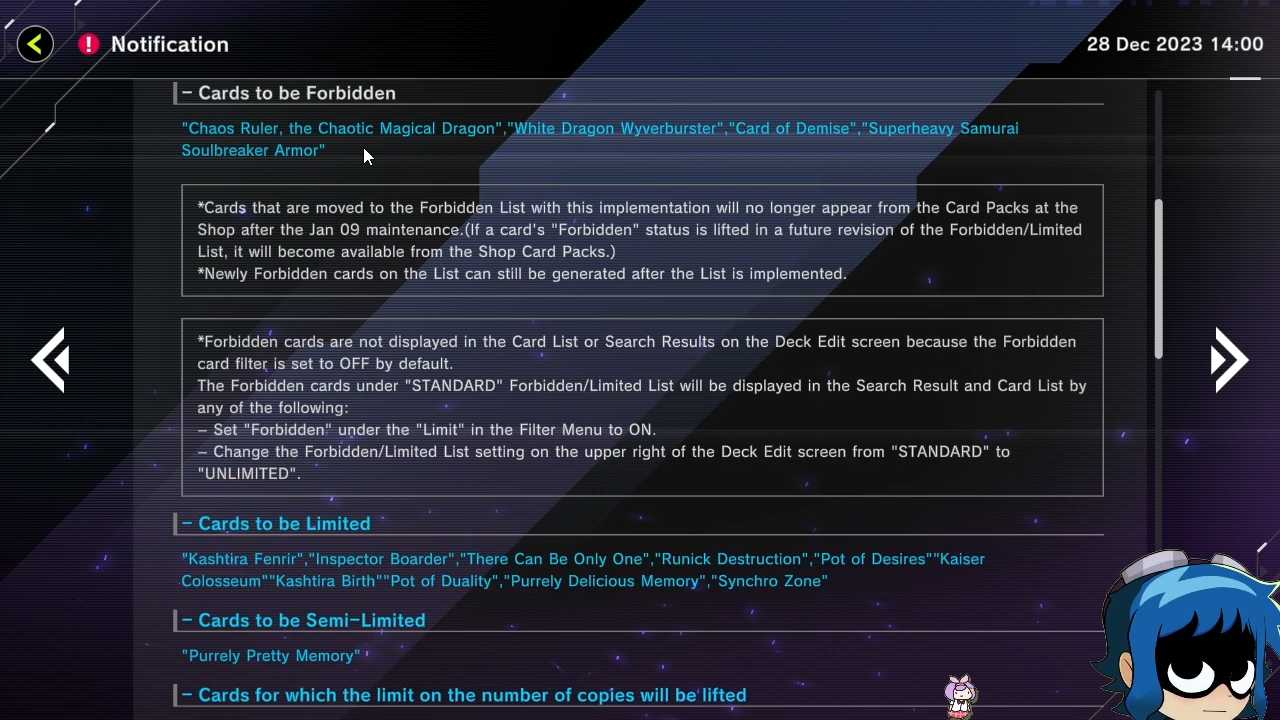 ! Notification
28 Dec 2023 14:00
– Cards to be Forbidden
"Chaos Ruler, the Chaotic Magical Dragon","White Dragon Wyverburster","Card of Demise","Superheavy Samurai
Soulbreaker Armor"
*Cards that are moved to the Forbidden List with this implementation will no longer appear from the Card Packs at the
Shop after the Jan 09 maintenance.(If a card's "Forbidden" status is lifted in a future revision of the Forbidden/Limited
List, it will become available from the Shop Card Packs.)
*Newly Forbidden cards on the List can still be generated after the List is implemented.
*Forbidden cards are not displayed in the Card List or Search Results on the Deck Edit screen because the Forbidden
card filter is set to OFF by default.
The Forbidden cards under "STANDARD" Forbidden/Limited List will be displayed in the Search Result and Card List by
any of the following:
– Set "Forbidden" under the "Limit" in the Filter Menu to ON.
– Change the Forbidden/Limited List setting on the upper right of the Deck Edit screen from "STANDARD" to
"UNLIMITED".
– Cards to be Limited
"Kashtira Fenrir","Inspector Boarder","There Can Be Only One","Runick Destruction","Pot of Desires""Kaiser
Colosseum""Kashtira Birth""Pot of Duality","Purrely Delicious Memory","Synchro Zone"
– Cards to be Semi–Limited
"Purrely Pretty Memory"
– Cards for which the limit on the number of copies will be lifted